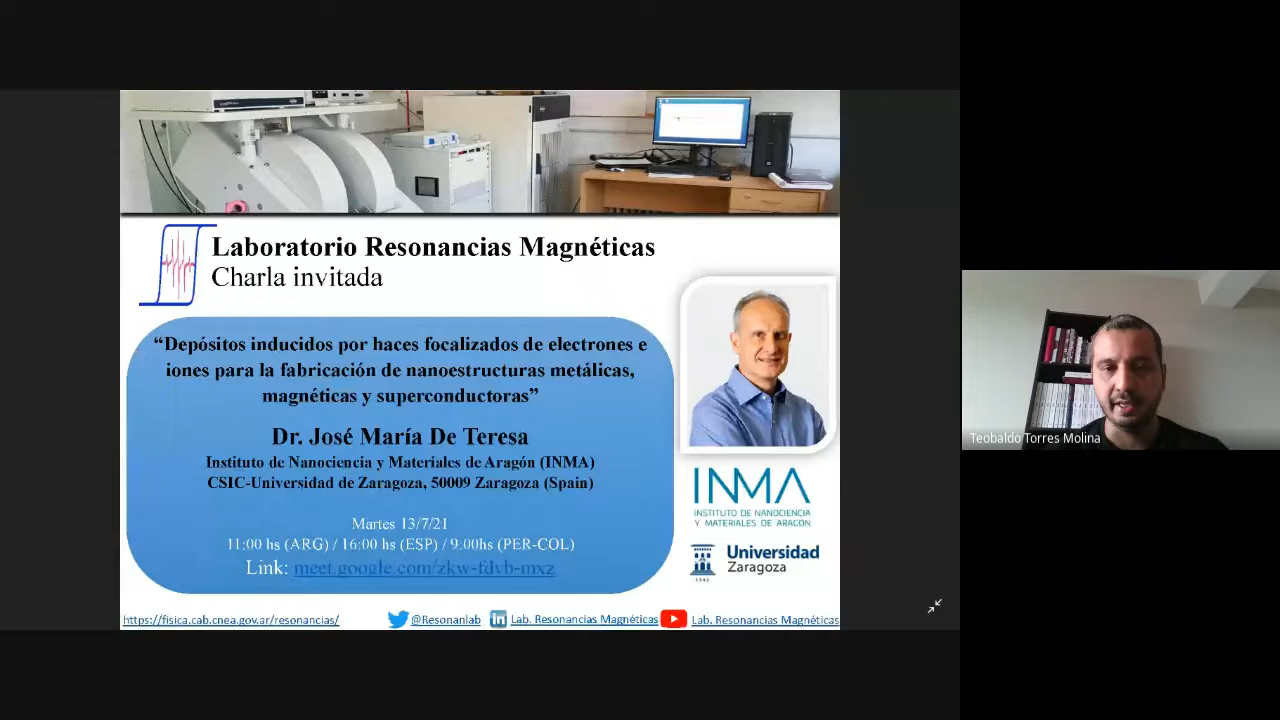 Laboratorio Resonancias Magnéticas
Charla invitada
“Depósitos inducidos por haces focalizados de electrones e
iones para la fabricación de nanoestructuras metálicas,
magnéticas y superconductoras”
Dr. José María De Teresa
Instituto de Nanociencia y Materiales de Aragón (INMA)
CSIC-Universidad de Zaragoza, 50009 Zaragoza (Spain)
Martes 13/7/21
11:00 hs (ARG) / 16:00 hs (ESP) / 9:00hs (PER-COL)
Link: meet.google.com/zkw-fdvb-mxz
INMA
INSTITUTO DE NANOCIENCIA
Y MATERIALES DE ARAGÓN
Universidad
Zaragoza
1542
https://fisica.cab.cnea.gov.ar/resonancias/
@Resonanlab
Lab. Resonancias Magnéticas
Lab. Resonancias Magnéticas
Teobaldo Torres Molina